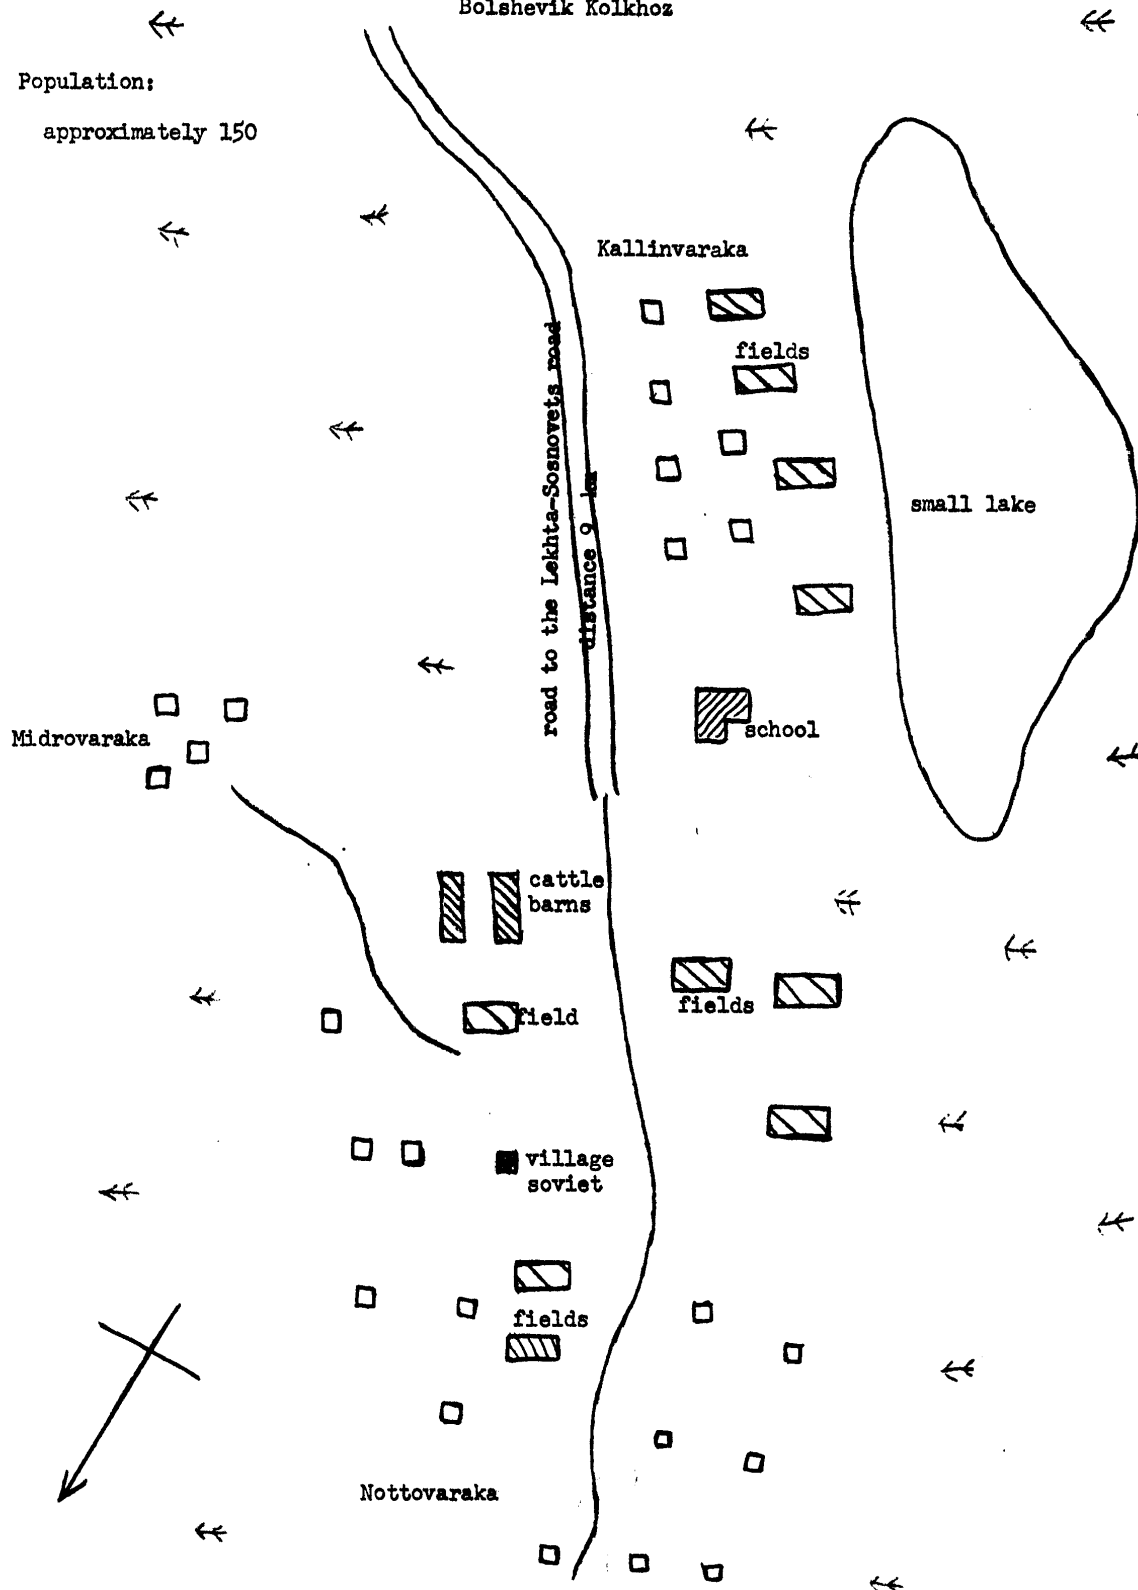 Bolshevik Kolkhoz
Population:
approximately 150
Kallinvaraka
fields
road to the Lekhta-Sosnovets road
distance 9 km
small lake
school
Midrovaraka
cattle
barns
fields
field
village
soviet
fields
Nottovaraka